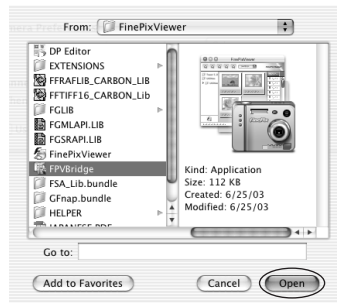 From: FinePixViewer
DP Editor
EXTENSIONS
FFRAFLIB_CARBON_LIB
FFTIFF16_CARBON_Lib
FGLIB
FGMLAPI.LIB
FGSRAPI.LIB
FinePixViewer
FPVBridge
FSA_Lib.bundle
GFnap.bundle
HELPER
JAPANESE.PDF
Kind: Application
Size: 112 KB
Created: 6/25/03
Modified: 6/25/03
Go to:
Add to Favorites
Cancel
Open